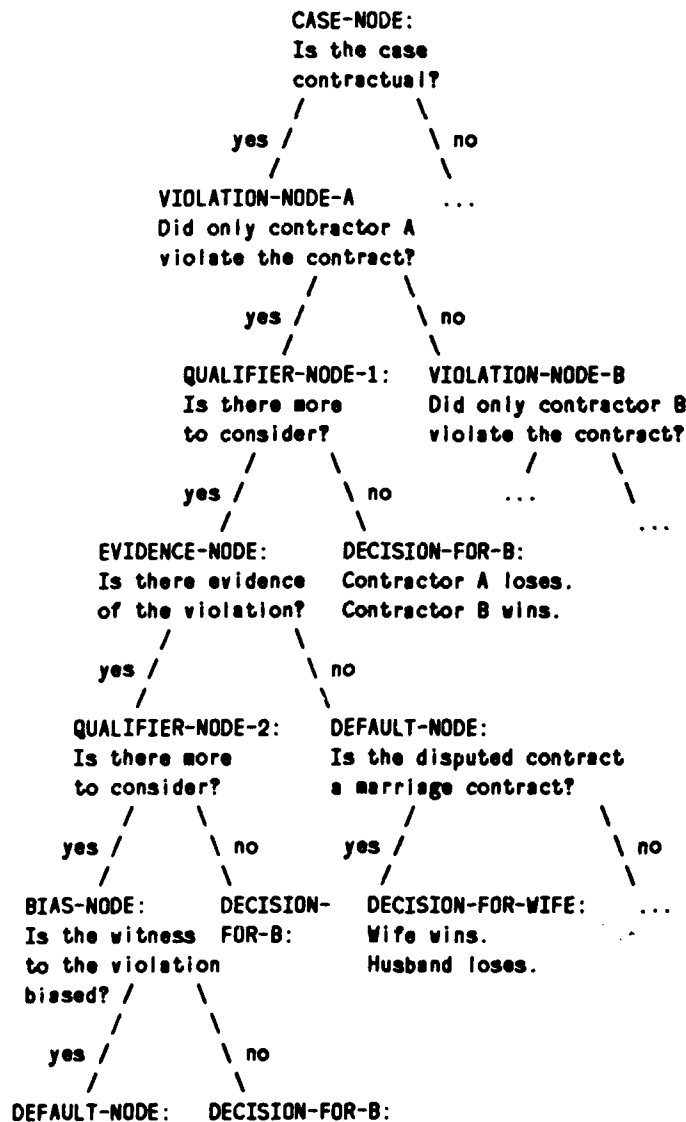 CASE-NODE:
Is the case
contractual?
yes / \ no
VIOLATION-NODE-A ...
Did only contractor A
violate the contract?
yes / \ no
QUALIFIER-NODE-1: VIOLATION-NODE-B
Is there more Did only contractor B
to consider? violate the contract?
yes / \ no ... ...
EVIDENCE-NODE: DECISION-FOR-B:
Is there evidence Contractor A loses.
of the violation? Contractor B wins.
yes / \ no
QUALIFIER-NODE-2: DEFAULT-NODE:
Is there more Is the disputed contract
to consider? a marriage contract?
yes / \ no yes / \ no
BIAS-NODE: DECISION- DECISION-FOR-WIFE: ...
Is the witness FOR-B: Wife wins.
to the violation Husband loses.
biased?
yes / \ no
DEFAULT-NODE: DECISION-FOR-B: